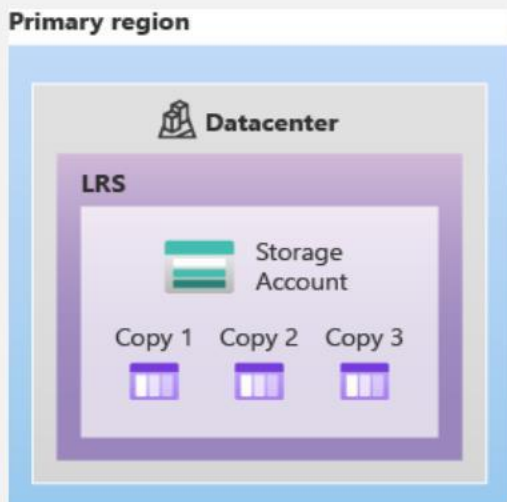 Primary region
Datacenter
LRS
Storage
Account
Copy 1 Copy 2 Copy 3